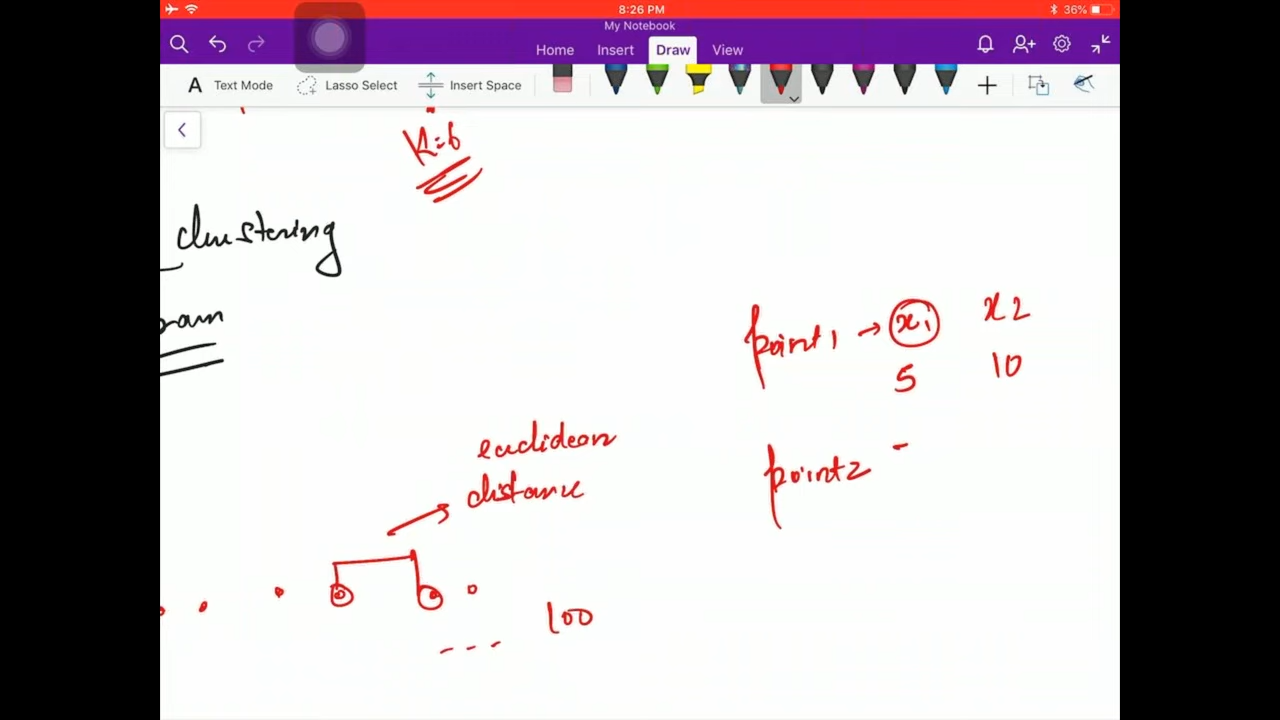 8:26 PM
36%
My Notebook
Home Insert Draw View
A Text Mode Lasso Select Insert Space
K=6
clustering
point1 → x1 x2
5 10
euclidean
distance
point2
100